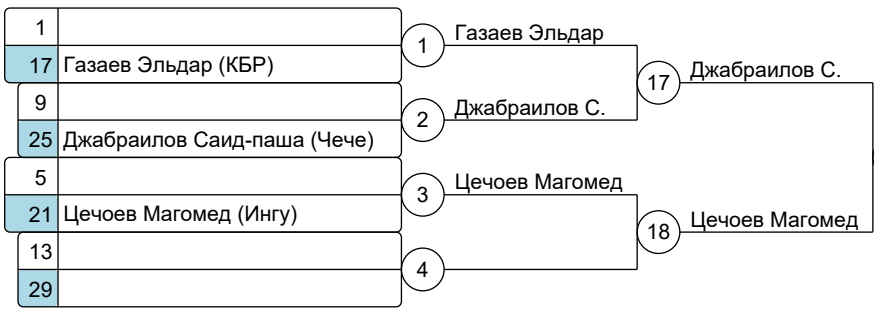 1
17 Газаев Эльдар (КБР)
9
25 Джабраилов Саид-паша (Чече)
5
21 Цечоев Магомед (Ингу)
13
29
1 Газаев Эльдар
2 Джабраилов С.
3 Цечоев Магомед
4
17 Джабраилов С.
18 Цечоев Магомед